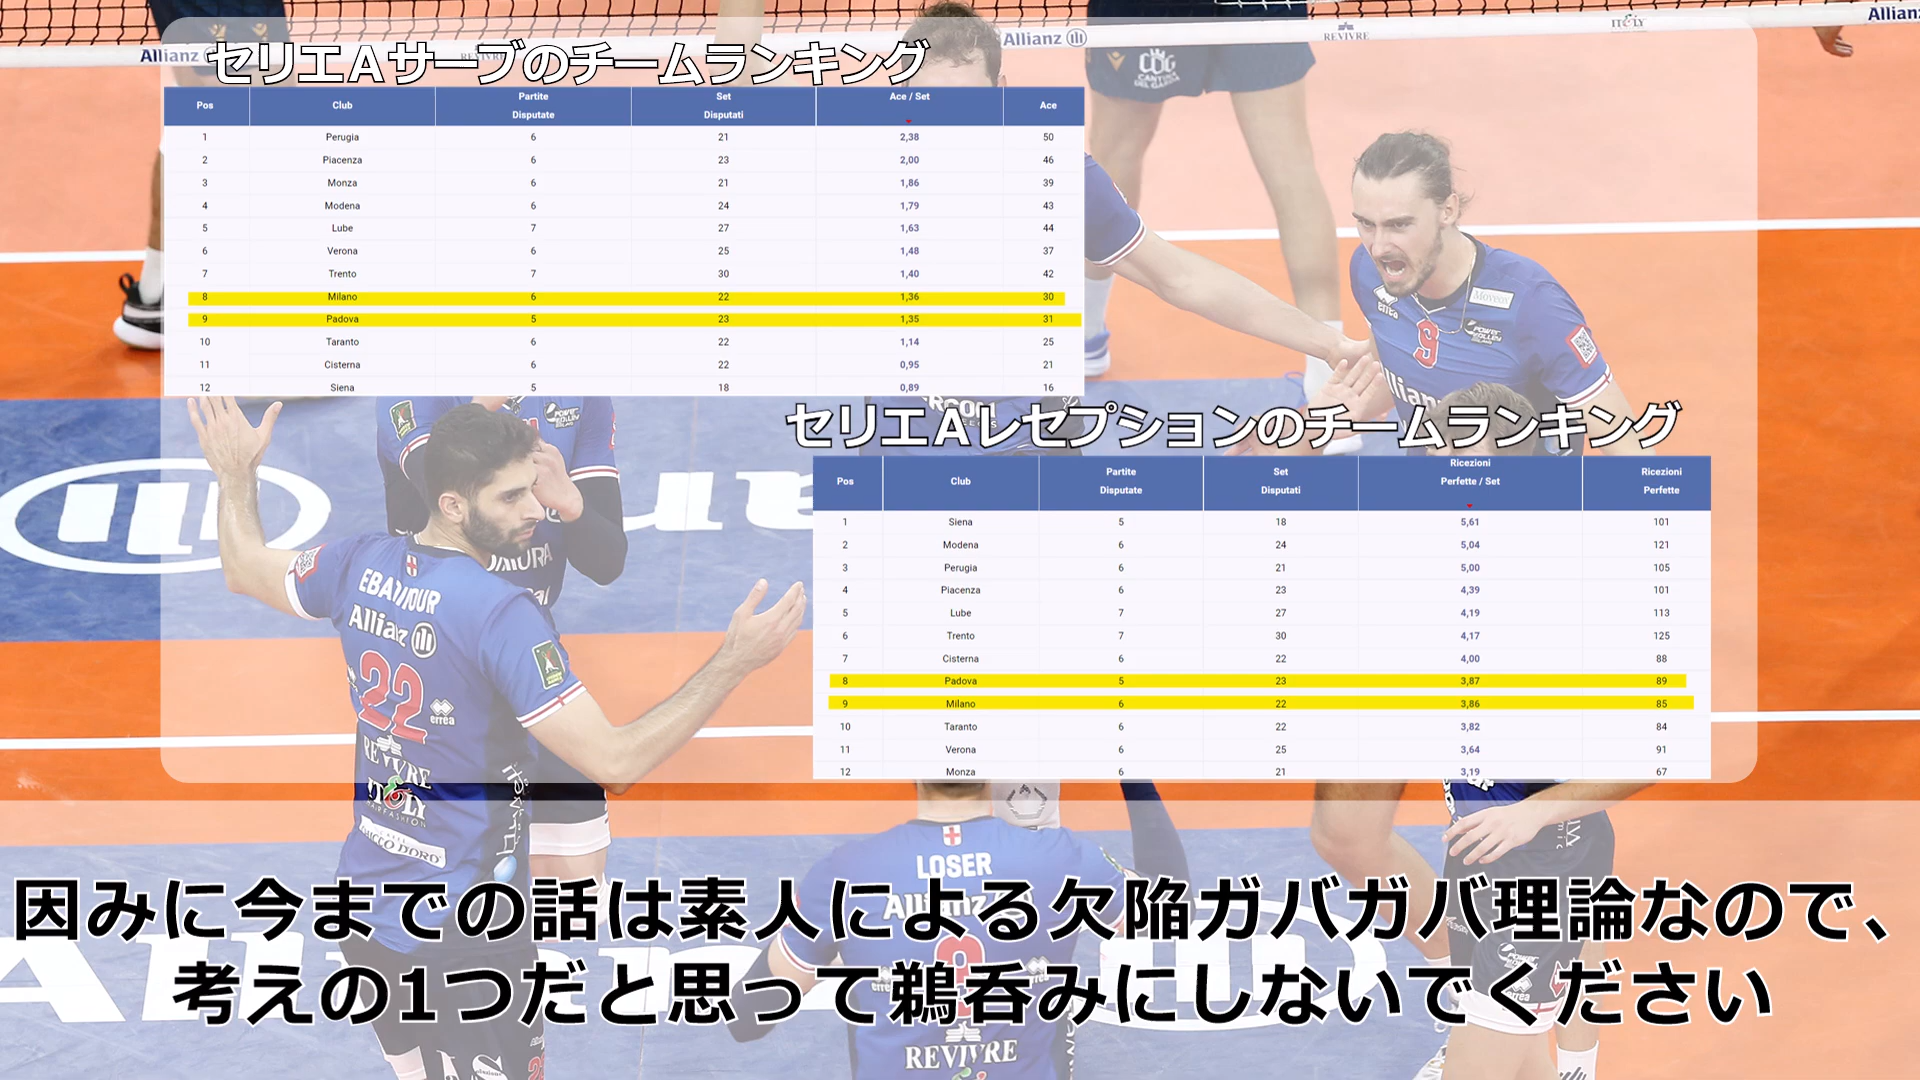 Allianz
Allianz
REVIVRE
IT LY
Allianz
セリエAサーブのチームランキング
Pos Club Partite Disputate Set Disputati Ace / Set Ace
1 Perugia 6 21 2,38 50
2 Piacenza 6 23 2,00 46
3 Monza 6 21 1,86 39
4 Modena 6 24 1,79 43
5 Lube 7 27 1,63 44
6 Verona 6 25 1,48 37
7 Trento 7 30 1,40 42
8 Milano 6 22 1,36 30
9 Padova 5 23 1,35 31
10 Taranto 6 22 1,14 25
11 Cisterna 6 22 0,95 21
12 Siena 5 18 0,89 16
セリエAレセプションのチームランキング
Pos Club Partite Disputate Set Disputati Ricezioni Perfette / Set Ricezioni Perfette
1 Siena 5 18 5,61 101
2 Modena 6 24 5,04 121
3 Perugia 6 21 5,00 105
4 Piacenza 6 23 4,39 101
5 Lube 7 27 4,19 113
6 Trento 7 30 4,17 125
7 Cisterna 6 22 4,00 88
8 Padova 5 23 3,87 89
9 Milano 6 22 3,86 85
10 Taranto 6 22 3,82 84
11 Verona 6 25 3,64 91
12 Monza 6 21 3,19 67
Moveox
errea
9
Allianz
22
errea
LOSER
REVIVRE
因みに今までの話は素人による欠陥ガバガバ理論なので、
考えの1つだと思って鵜呑みにしないでください